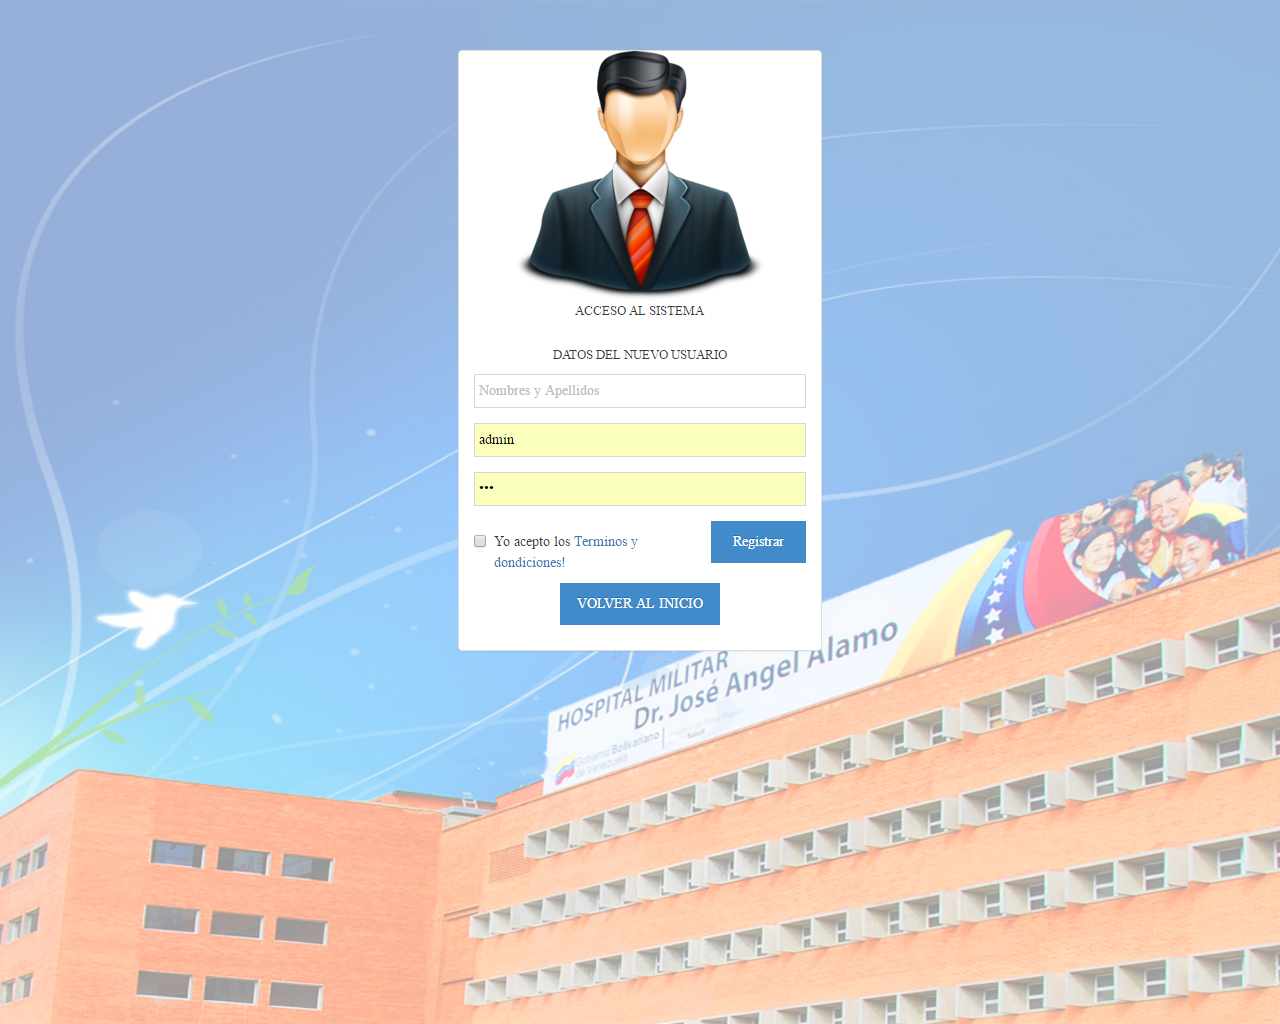 ACCESO AL SISTEMA
DATOS DEL NUEVO USUARIO
Nombres y Apellidos
admin
•••
Yo acepto los Terminos y
dondiciones!
Registrar
VOLVER AL INICIO
HOSPITAL MILITAR
Dr. José Angel Alamo
Gobierno Bolivariano
de Venezuela
Salud